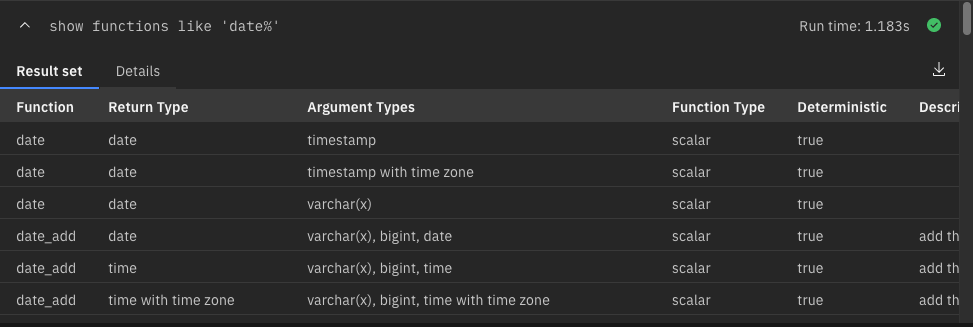 show functions like 'date%' Run time: 1.183s
Result set Details
Function Return Type Argument Types Function Type Deterministic Descri
date date timestamp scalar true
date date timestamp with time zone scalar true
date date varchar(x) scalar true
date_add date varchar(x), bigint, date scalar true add th
date_add time varchar(x), bigint, time scalar true add th
date_add time with time zone varchar(x), bigint, time with time zone scalar true add th